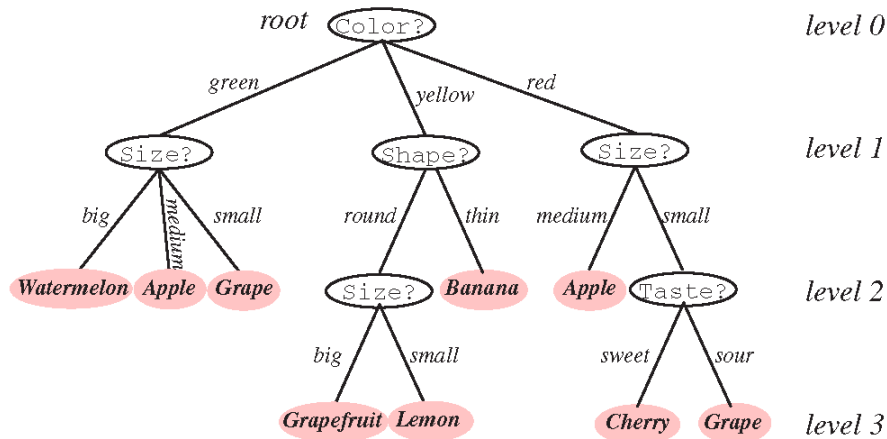 root Color? level 0
green yellow red
Size? Shape? Size? level 1
big medium small round thin medium small
Watermelon Apple Grape Size? Banana Apple Taste? level 2
big small sweet sour
Grapefruit Lemon Cherry Grape level 3